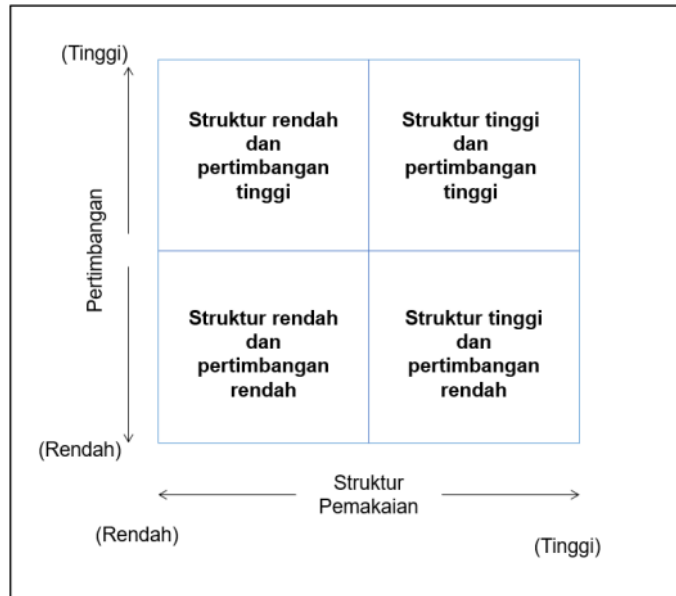 (Tinggi)
Struktur rendah
dan
pertimbangan
tinggi
Struktur tinggi
dan
pertimbangan
tinggi
Pertimbangan
Struktur rendah
dan
pertimbangan
rendah
Struktur tinggi
dan
pertimbangan
rendah
(Rendah)
Struktur
Pemakaian
(Rendah)
(Tinggi)